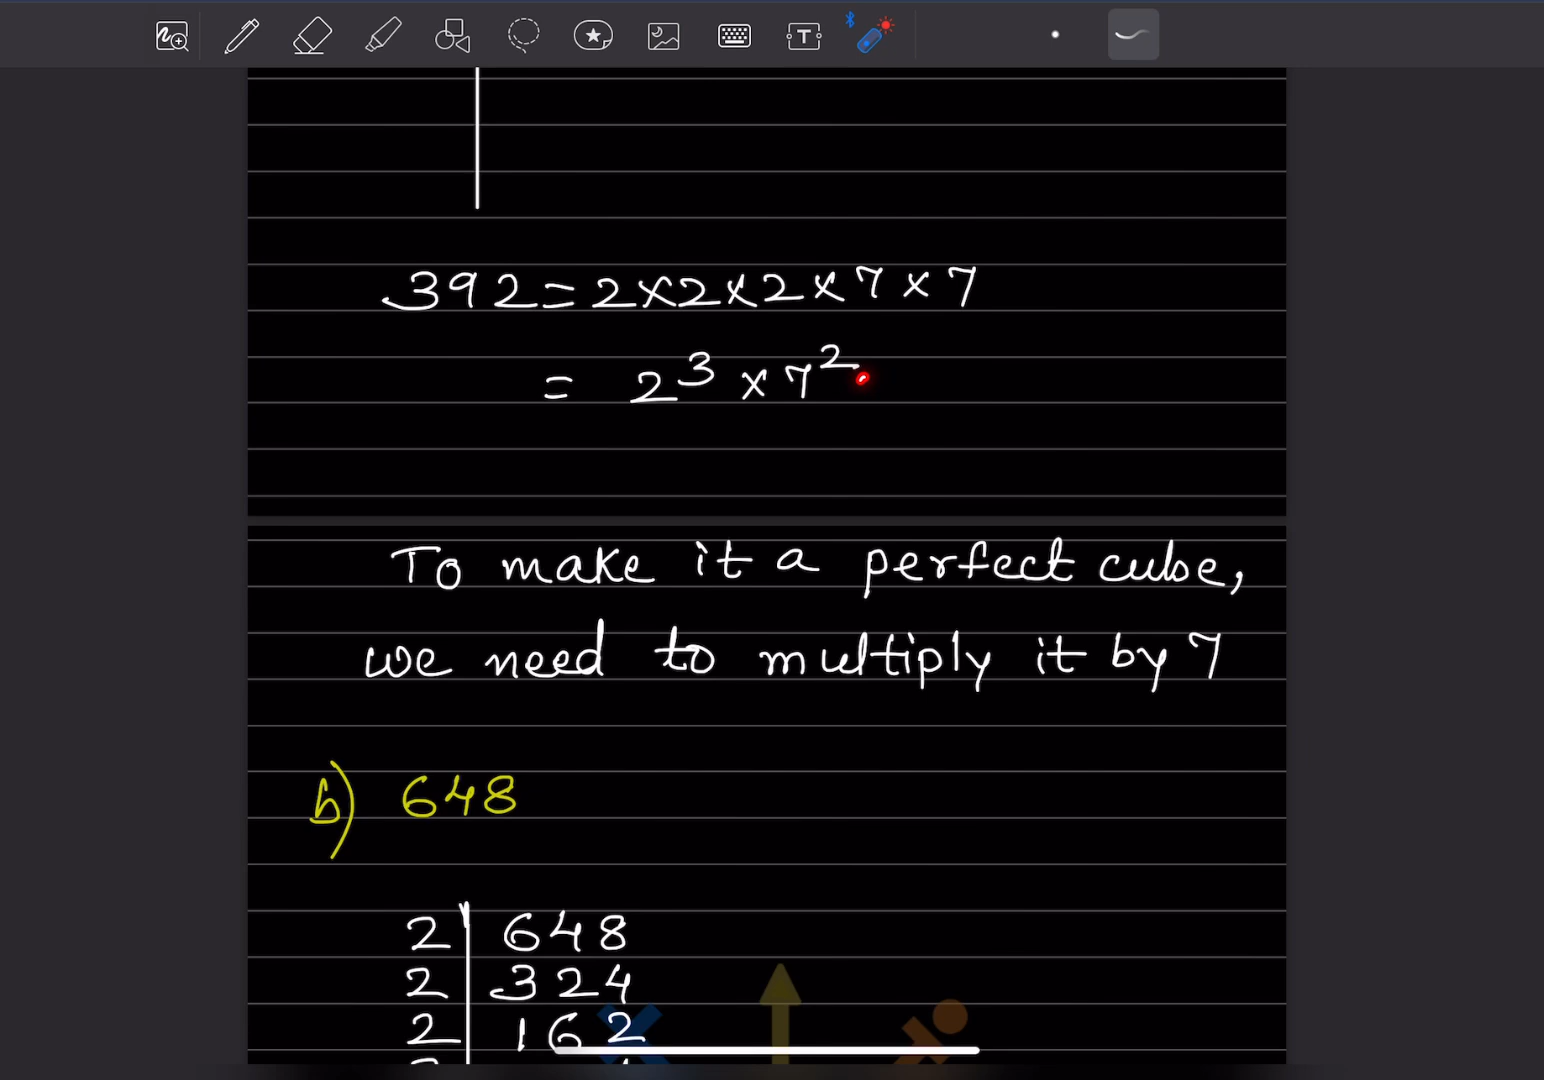 392 = 2 × 2 × 2 × 7 × 7
= 2³ × 7²
To make it a perfect cube,
we need to multiply it by 7
b) 648
2 | 648
2 | 324
2 | 162